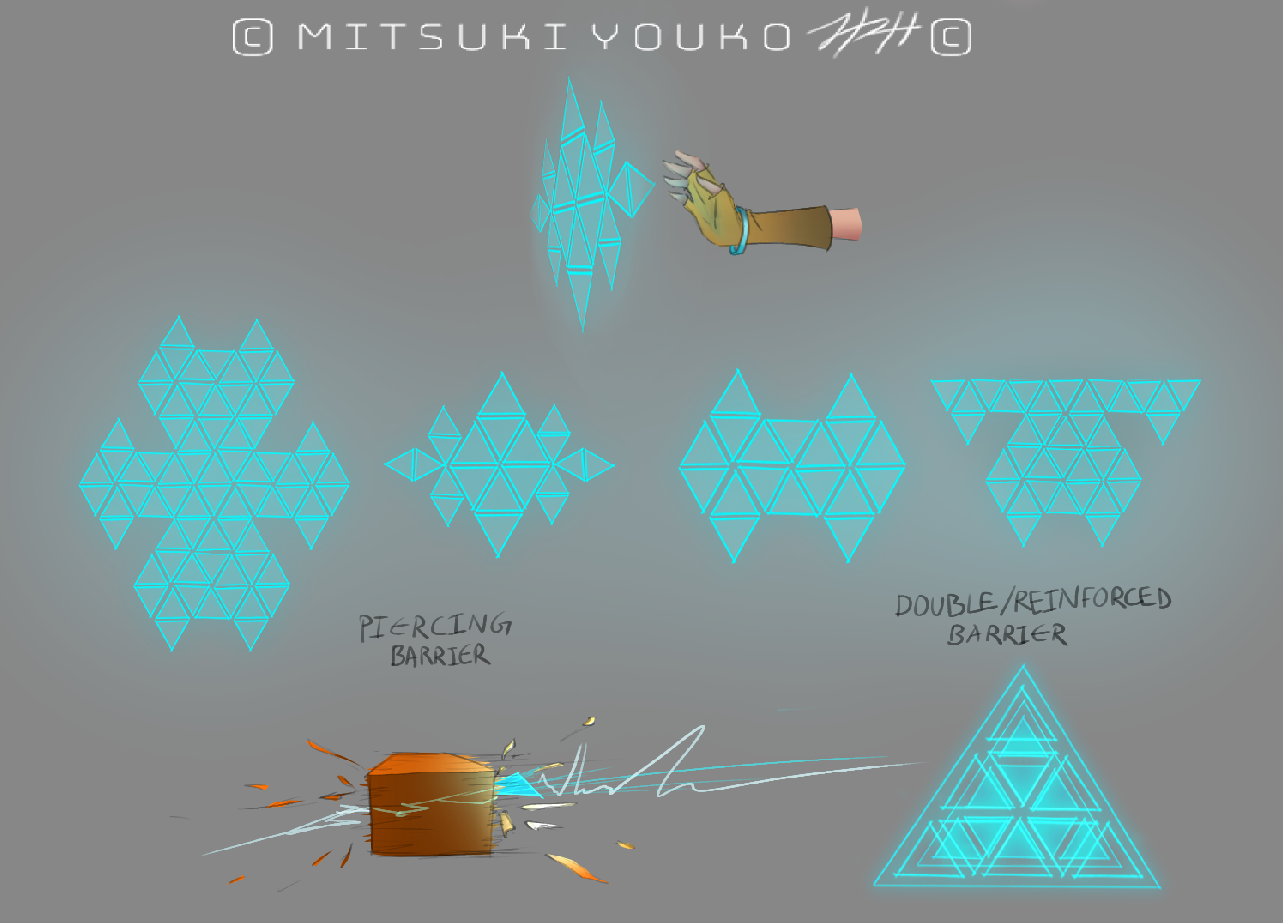 © MITSUKI YOUKO ©
PIERCING
BARRIER
DOUBLE/REINFORCED
BARRIER